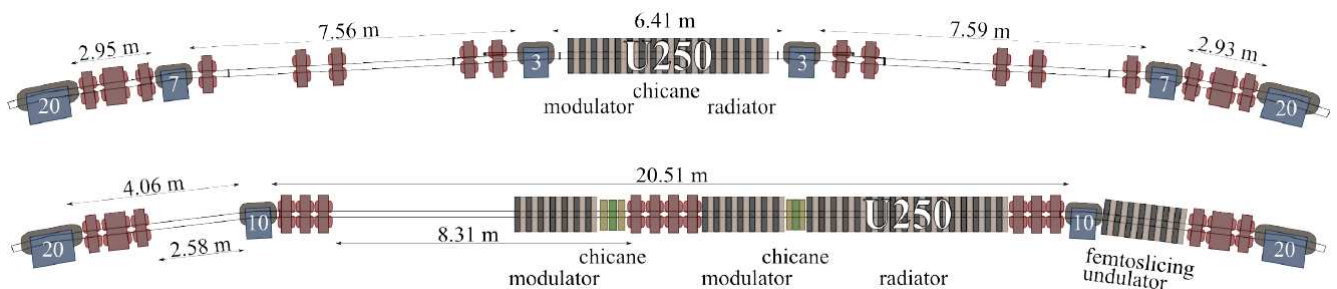 2.95 m 7.56 m 6.41 m 7.59 m 2.93 m
20 7 3 U250 3 7 20
chicane
modulator radiator
4.06 m 20.51 m
20 10 U250 10 20
2.58 m 8.31 m
chicane chicane femtoslicing
modulator modulator radiator undulator